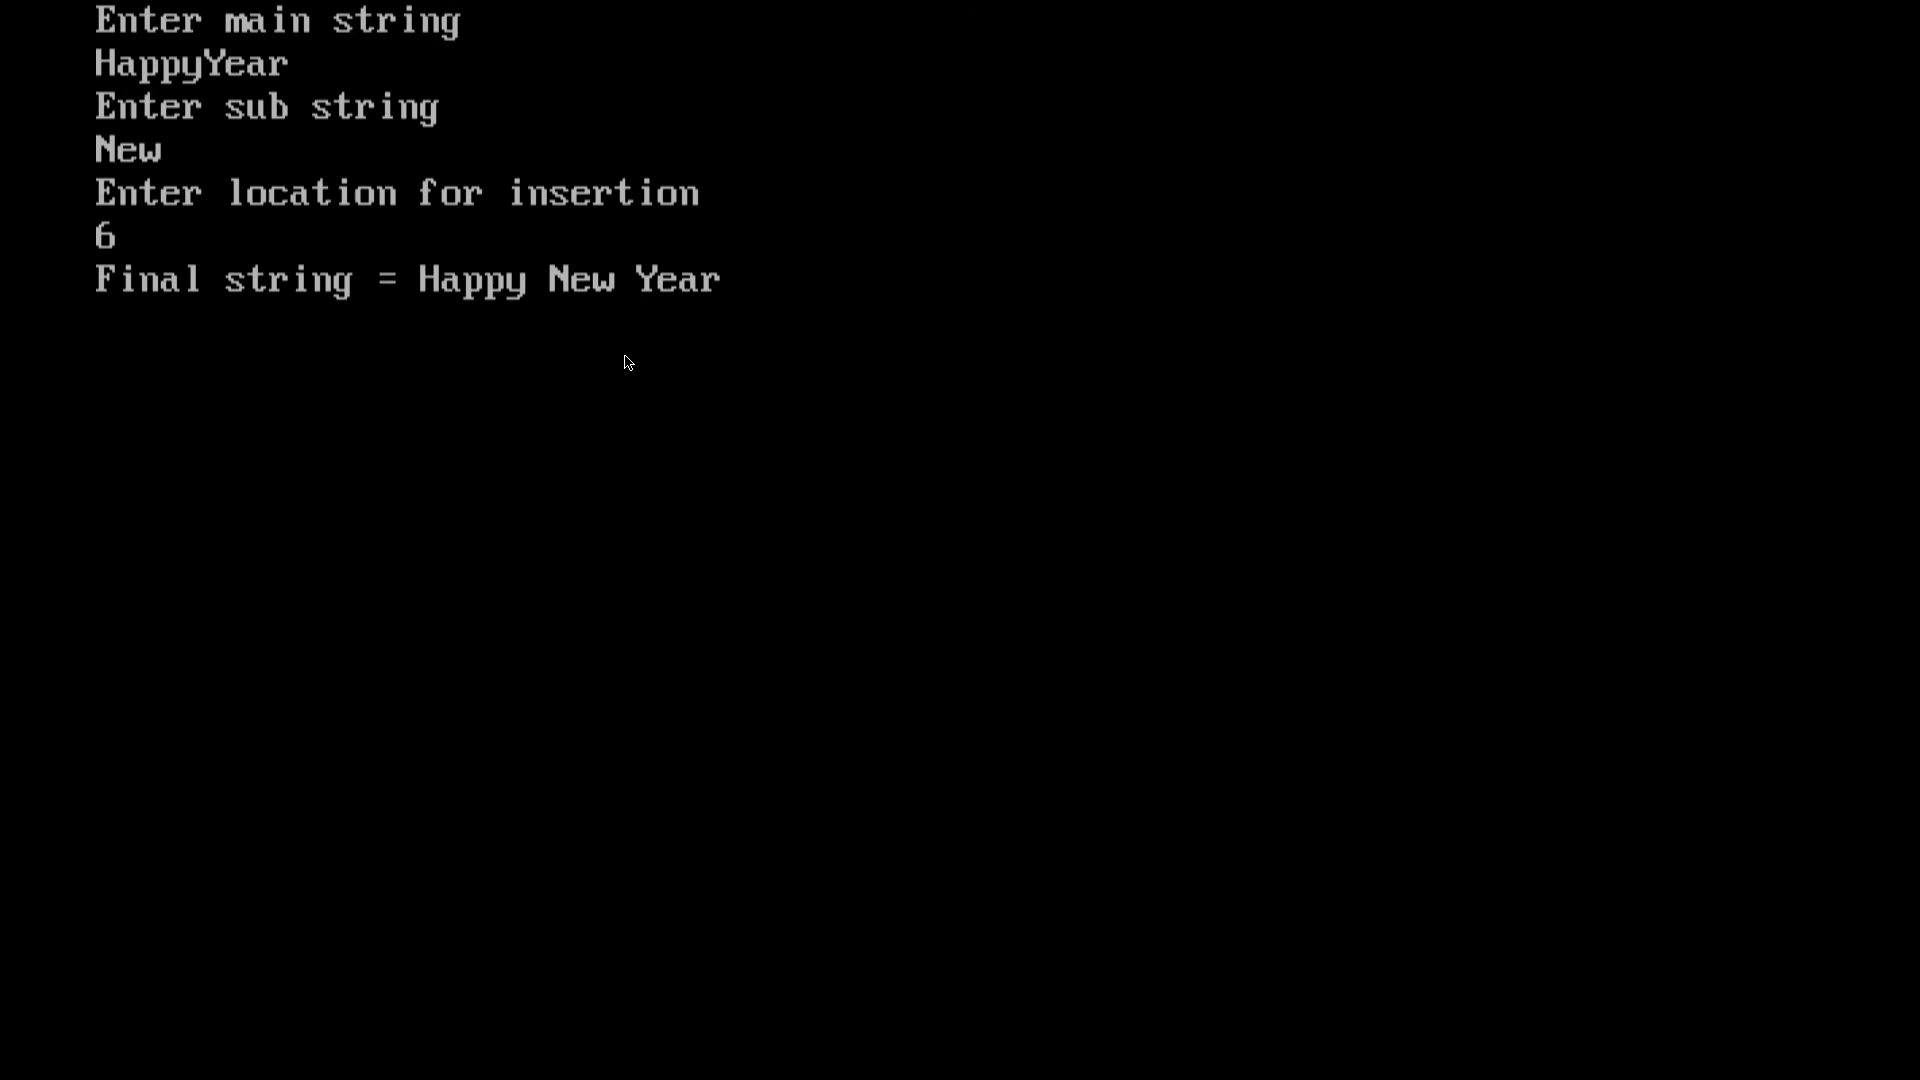 Enter main string
HappyYear
Enter sub string
New
Enter location for insertion
6
Final string = Happy New Year